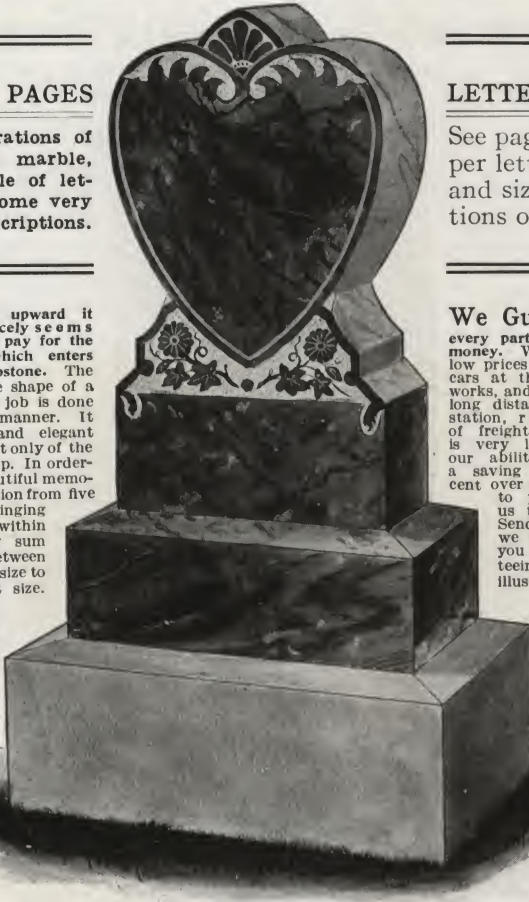 PAGES
rations of
marble,
le of let-
ome very
criptions.
upward it
cely seems
pay for the
which enters
bstone. The
e shape of a
job is done
manner. It
and elegant
t only of the
p. In order-
utiful memo-
ion from five
inging
within
sum
etween
size to
size.
LETTE
See pag
per lett
and siz
tions o
We Gu
every part
money. W
low prices
cars at th
works, and
long dista
station, r
of freight
is very l
our abilit
a saving
cent over
to
us i
Send
we
you
teein
illus